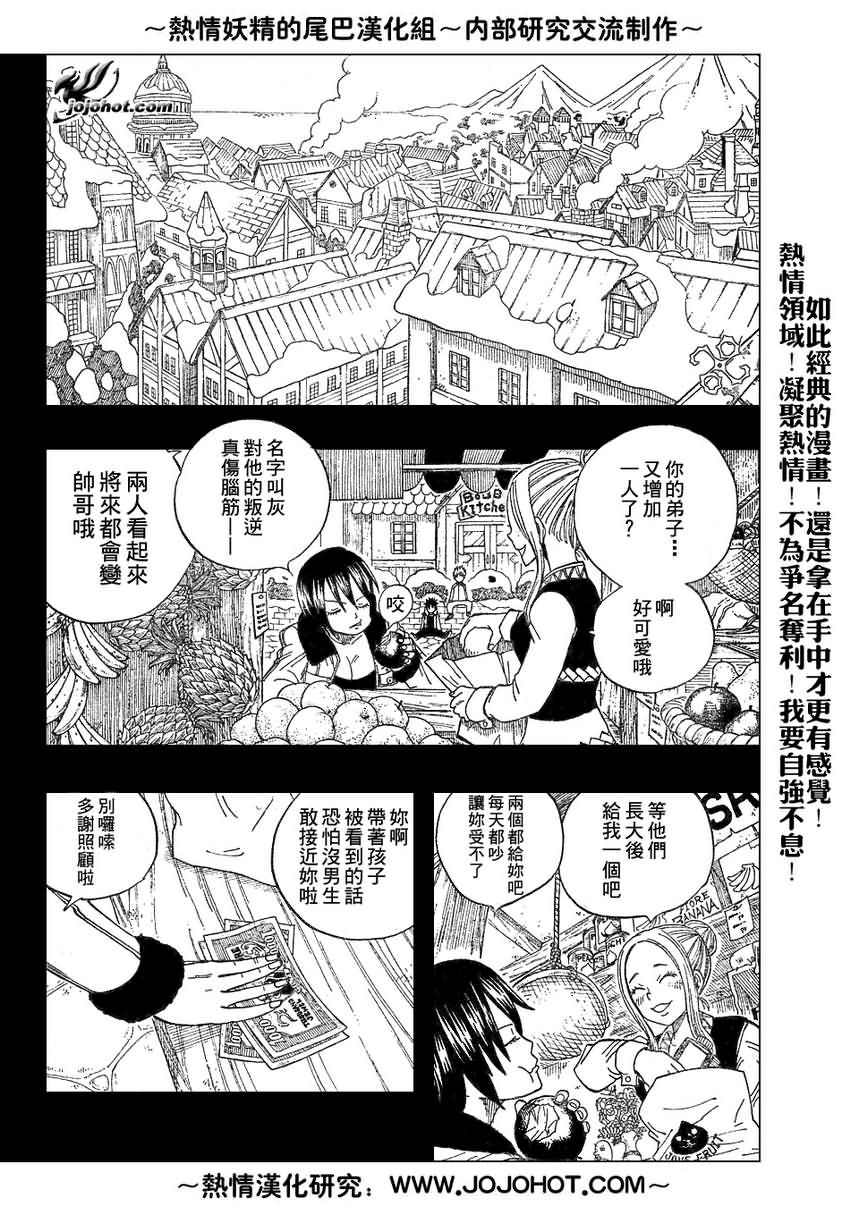 ～熱情妖精的尾巴漢化組～內部研究交流制作～
jojohot.com
如此經典的漫畫！還是拿在手中才更有感覺！
熱情領域！凝聚熱情！不為爭名奪利！我要自強不息！
你的弟子…
又增加
一人了？
啊
好可愛哦
BOB'S
Kitchen
咬
名字叫灰
對他的叛逆
真傷腦筋──
兩人看起來
將來都會變
帥哥哦
等他們
長大後
給我一個吧
兩個都給妳吧
每天都吵
讓妳受不了
STORE
BANANA
FRUIT
妳啊
帶著孩子
被看到的話
恐怕沒男生
敢接近妳啦
別囉嗦
多謝照顧啦
1000
～熱情漢化研究：WWW.JOJOHOT.COM～